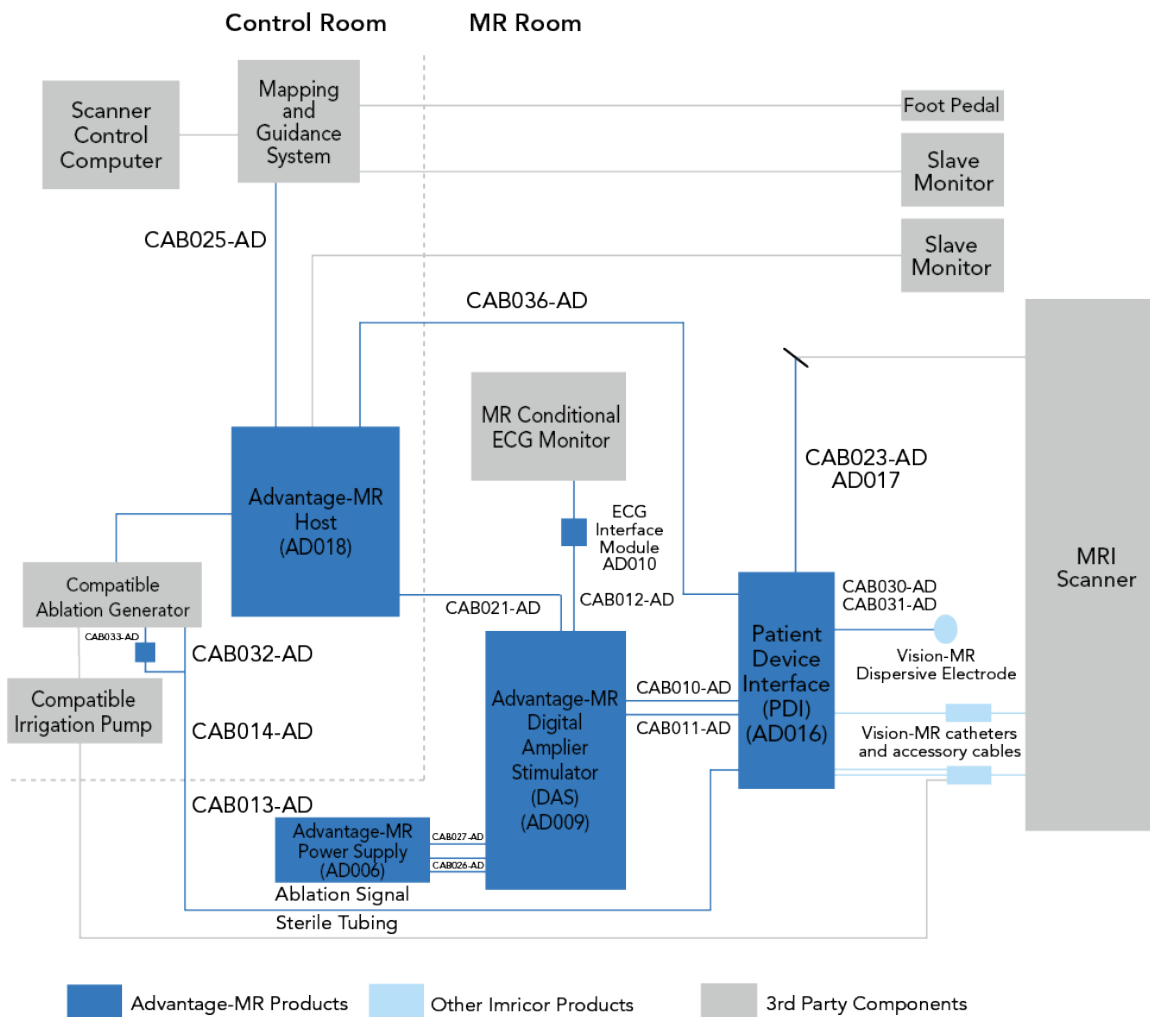 Control Room
MR Room
Scanner
Control
Computer
Mapping
and
Guidance
System
Foot Pedal
Slave
Monitor
Slave
Monitor
CAB025-AD
CAB036-AD
MR Conditional
ECG Monitor
CAB023-AD
AD017
MRI
Scanner
Advantage-MR
Host
(AD018)
ECG
Interface
Module
AD010
Compatible
Ablation Generator
CAB021-AD
CAB012-AD
CAB030-AD
CAB031-AD
CAB033-AD
CAB032-AD
Patient
Device
Interface
(PDI)
(AD016)
Vision-MR
Dispersive Electrode
Compatible
Irrigation Pump
CAB014-AD
Advantage-MR
Digital
Amplier
Stimulator
(DAS)
(AD009)
CAB010-AD
CAB011-AD
Vision-MR catheters
and accessory cables
CAB013-AD
Advantage-MR
Power Supply
(AD006)
CAB027-AD
CAB026-AD
Ablation Signal
Sterile Tubing
Advantage-MR Products
Other Imricor Products
3rd Party Components